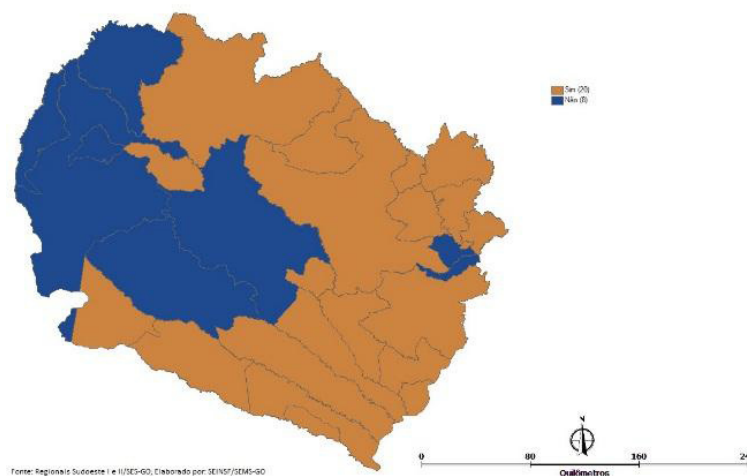 Sim (20)
Não (8)
0 80 160 24
Quilômetros
Fonte: Regionais Sudoeste I e II/SES-GO, Elaborado por: SEINSF/SEMS-GO